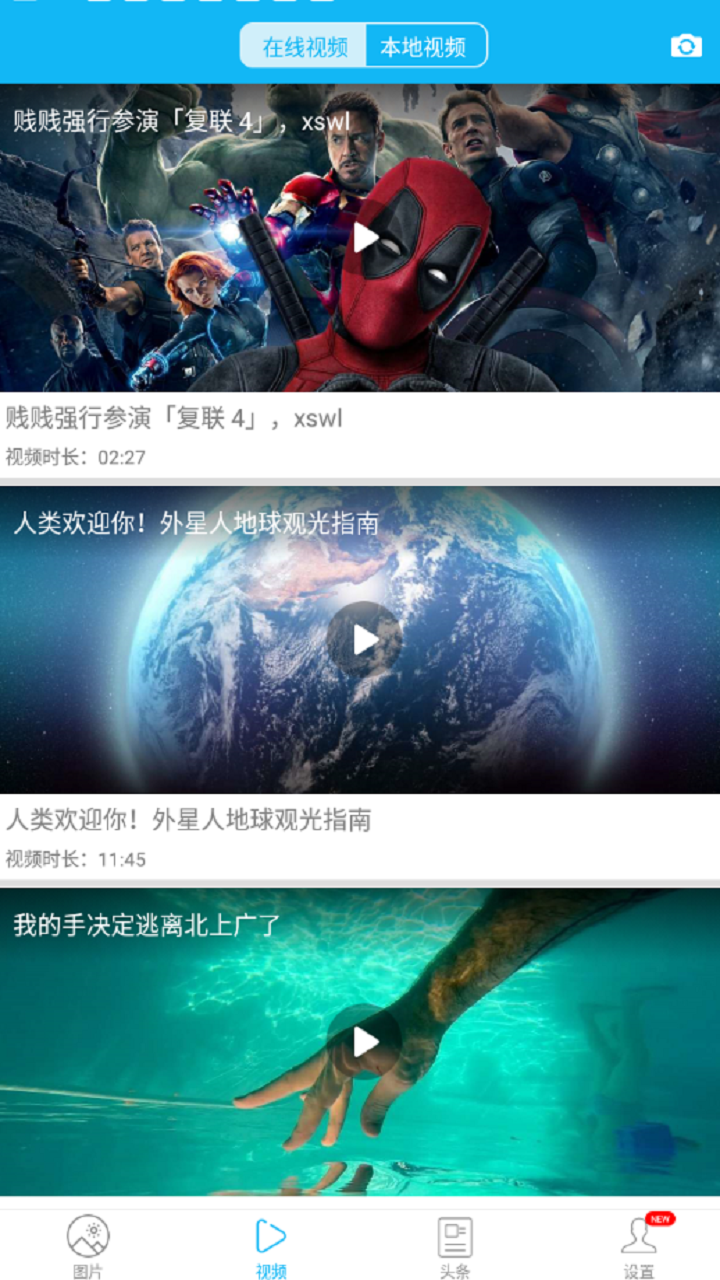 在线视频
本地视频
贱贱强行参演「复联 4」，xswl
贱贱强行参演「复联 4」，xswl
视频时长：02:27
人类欢迎你！外星人地球观光指南
人类欢迎你！外星人地球观光指南
视频时长：11:45
我的手决定逃离北上广了
图片
视频
头条
NEW
设置